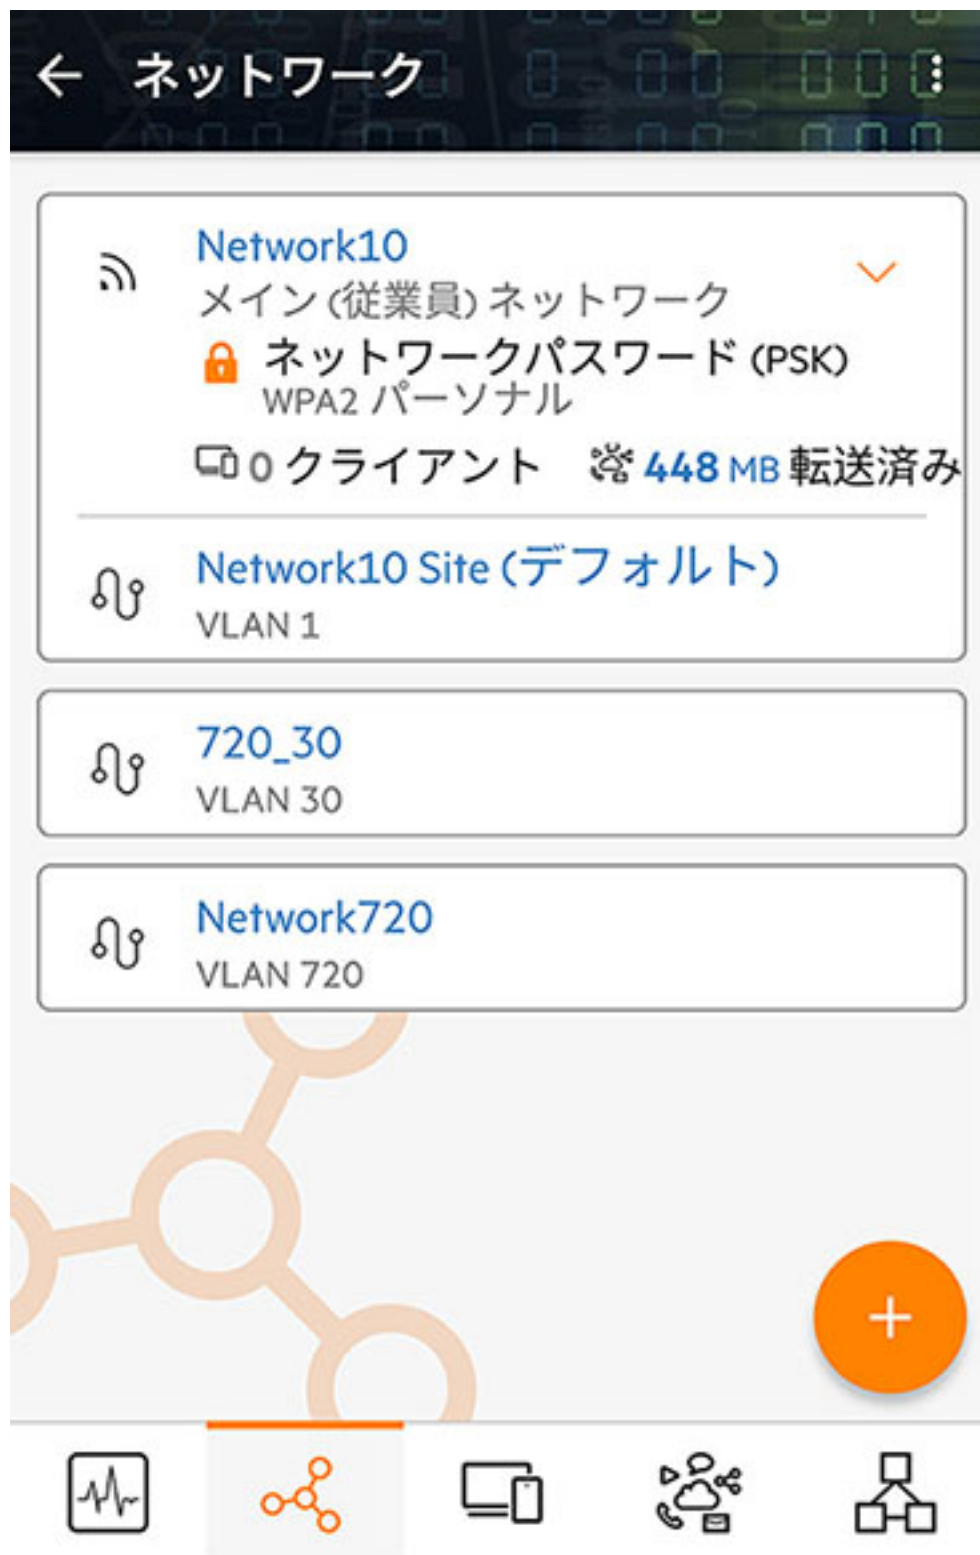 ネットワーク
Network10
メイン (従業員) ネットワーク
ネットワークパスワード (PSK)
WPA2 パーソナル
0 クライアント 448 MB 転送済み
Network10 Site (デフォルト)
VLAN 1
720_30
VLAN 30
Network720
VLAN 720